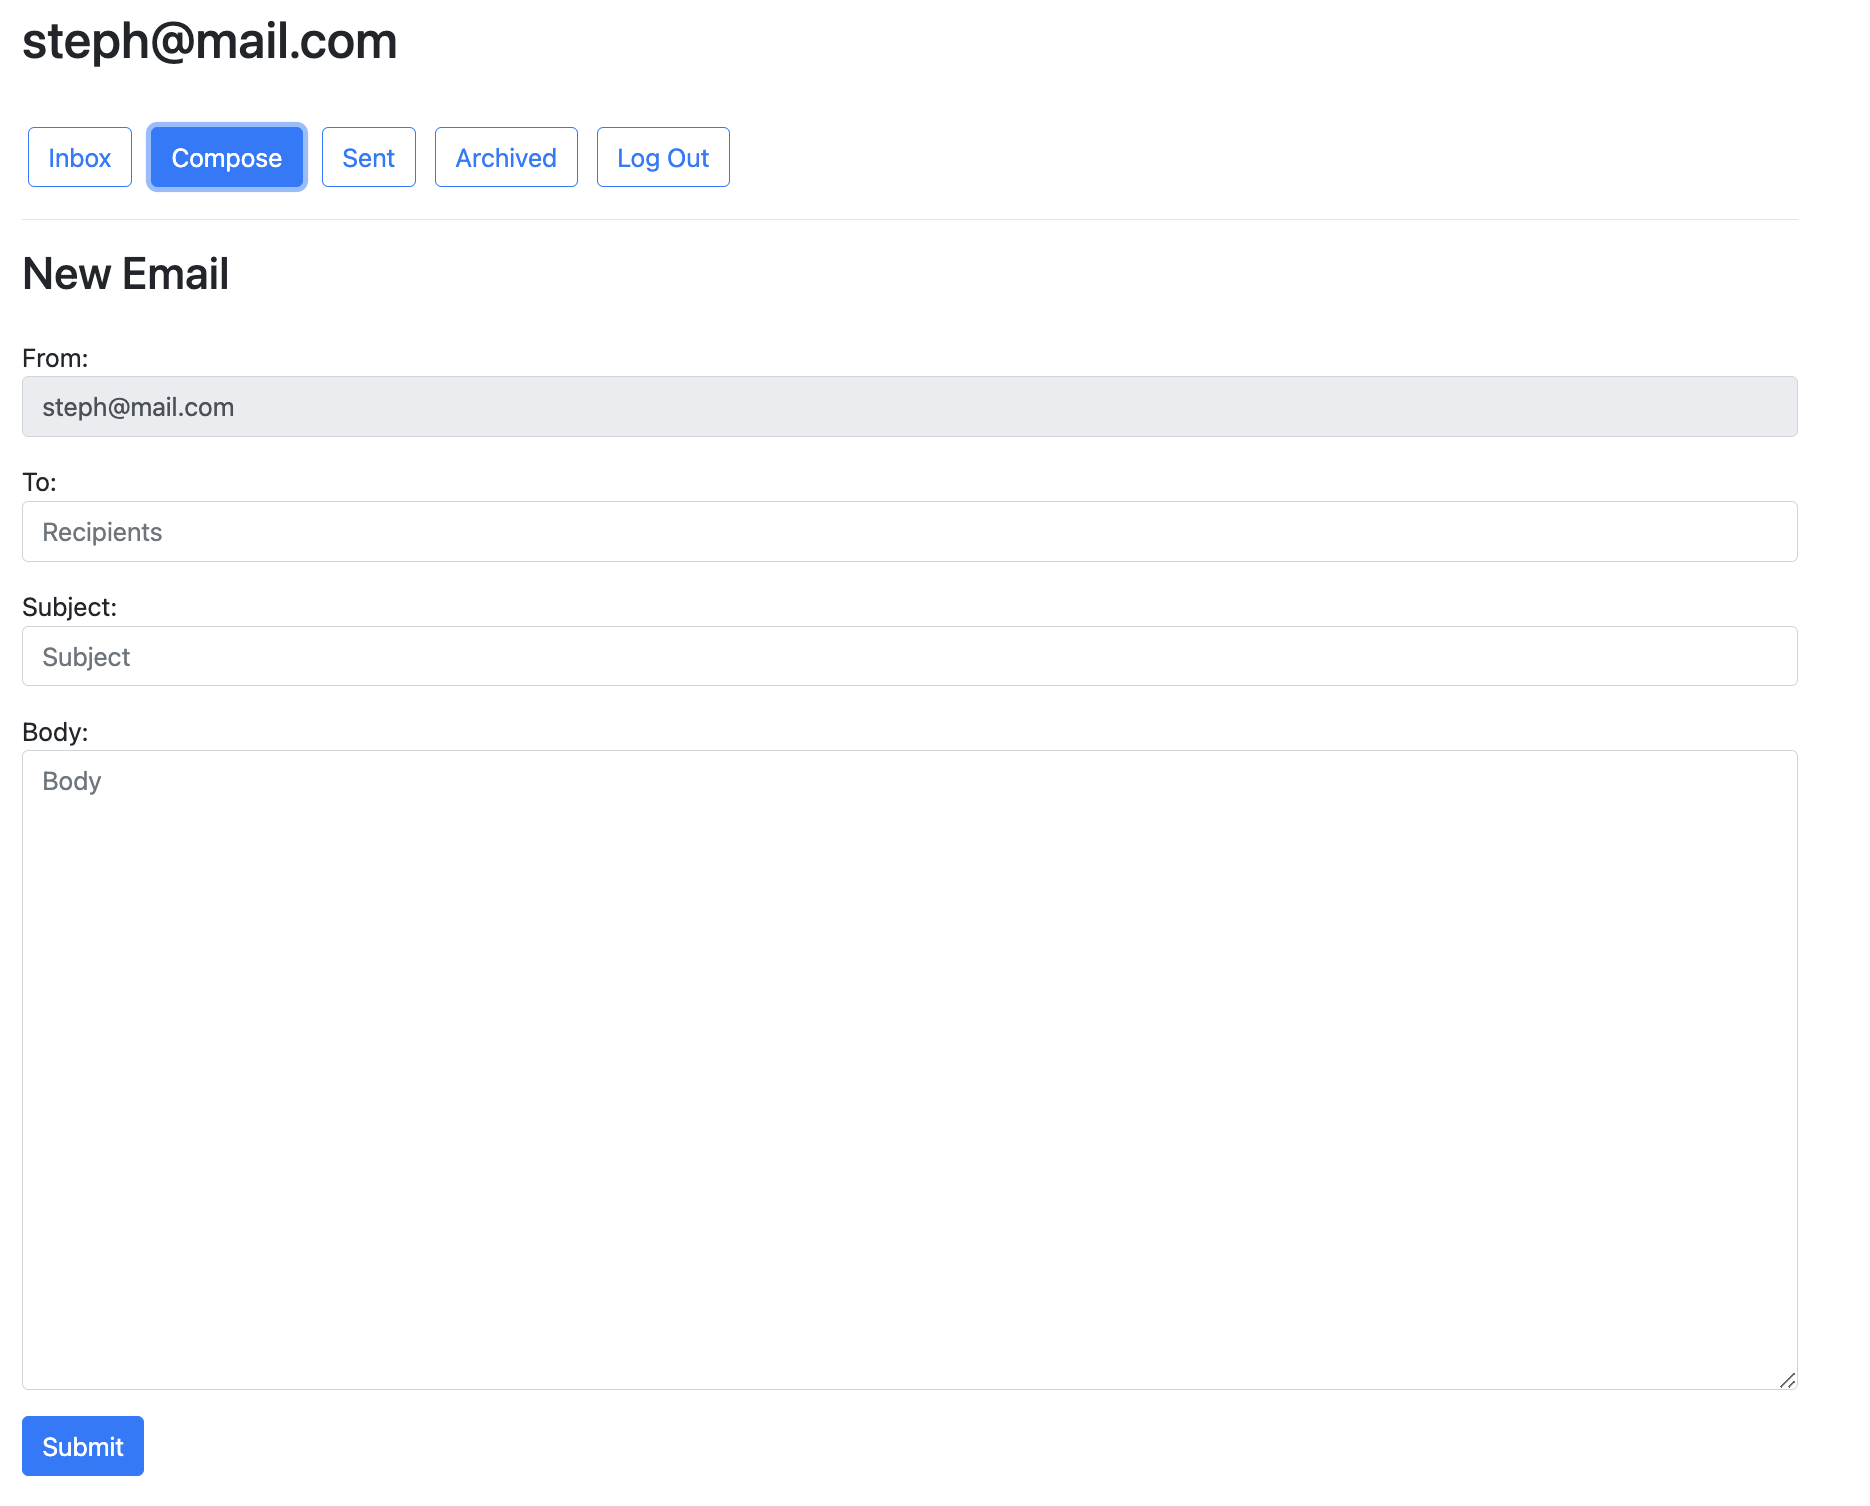 steph@mail.com
Inbox Compose Sent Archived Log Out
New Email
From:
steph@mail.com
To:
Recipients
Subject:
Subject
Body:
Body
Submit